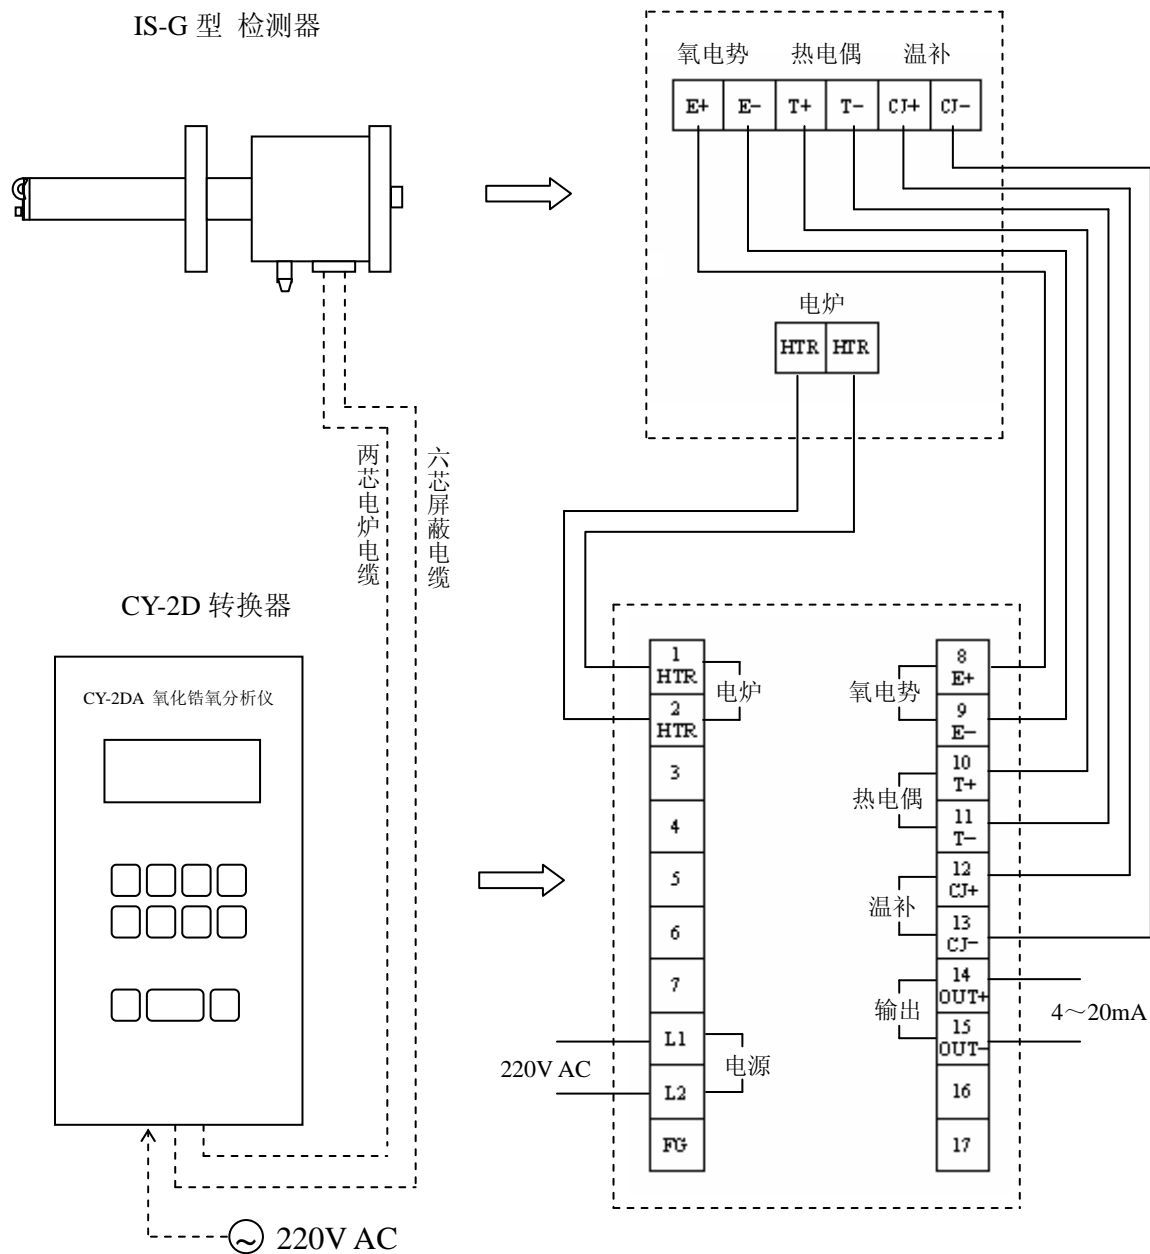 IS-G 型 检测器
氧电势 热电偶 温补
E+ E- T+ T- CJ+ CJ-
电炉
HTR HTR
两芯电炉电缆
六芯屏蔽电缆
CY-2D 转换器
CY-2DA 氧化锆氧分析仪
1
HTR
2
HTR
电炉
3
4
5
6
7
L1
L2
电源
220V AC
FG
8
E+
9
E-
氧电势
10
T+
11
T-
热电偶
12
CJ+
13
CJ-
温补
14
OUT+
15
OUT-
输出
4～20mA
16
17
220V AC